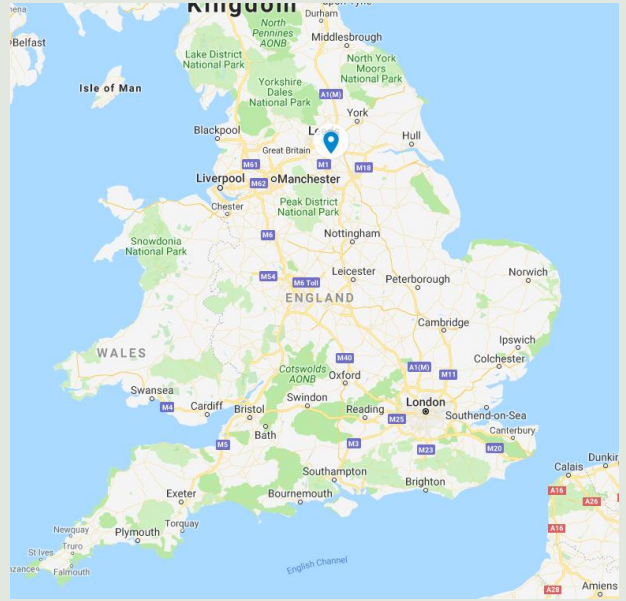 Kingdom
Durham
North
Pennines
AONB
Middlesbrough
Belfast
Lake District
National Park
North York
Moors
National Park
Isle of Man
Yorkshire
Dales
National Park
A1(M)
York
Blackpool
Hull
Great Britain
M61
M1
M18
Liverpool
M62
Manchester
Chester
Peak District
National Park
M6
Nottingham
Snowdonia
National Park
M54
M6 Toll
Leicester
Peterborough
Norwich
ENGLAND
Cambridge
Ipswich
WALES
M40
Colchester
Cotswolds
AONB
Oxford
A1(M)
M11
Swansea
M4
Cardiff
Bristol
Swindon
Reading
London
M25
Southend-on-Sea
Bath
Canterbury
M5
M3
M23
M20
Calais
Southampton
Brighton
Exeter
Bournemouth
A16
A26
Newquay
Plymouth
Torquay
A16
St Ives
Truro
Falmouth
English Channel
A28
Amiens